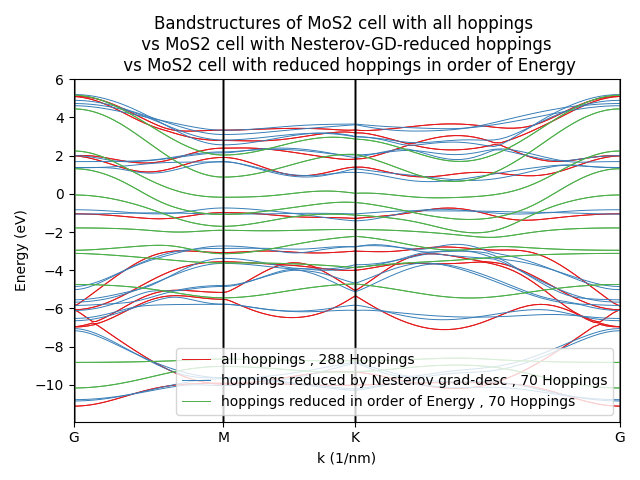 Bandstructures of MoS2 cell with all hoppings
vs MoS2 cell with Nesterov-GD-reduced hoppings
vs MoS2 cell with reduced hoppings in order of Energy
6
4
2
0
−2
−4
−6
−8
−10
Energy (eV)
all hoppings , 288 Hoppings
hoppings reduced by Nesterov grad-desc , 70 Hoppings
hoppings reduced in order of Energy , 70 Hoppings
G M K G
k (1/nm)